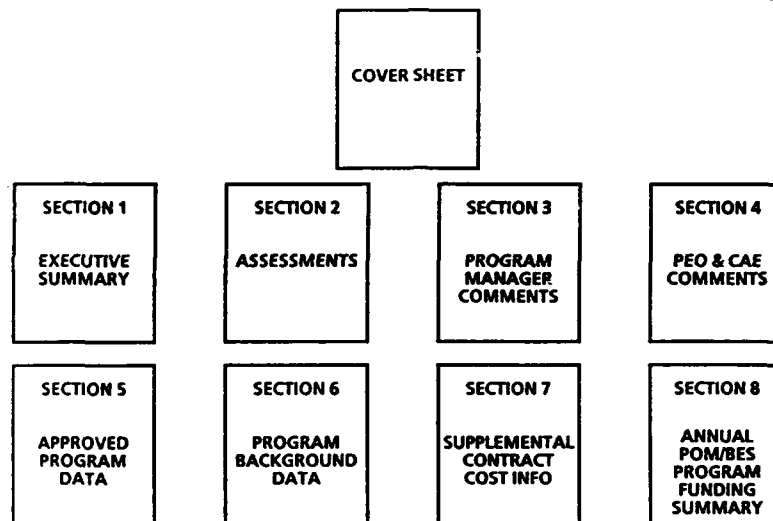 COVER SHEET
SECTION 1
EXECUTIVE
SUMMARY
SECTION 2
ASSESSMENTS
SECTION 3
PROGRAM
MANAGER
COMMENTS
SECTION 4
PEO & CAE
COMMENTS
SECTION 5
APPROVED
PROGRAM
DATA
SECTION 6
PROGRAM
BACKGROUND
DATA
SECTION 7
SUPPLEMENTAL
CONTRACT
COST INFO
SECTION 8
ANNUAL
POM/BES
PROGRAM
FUNDING
SUMMARY